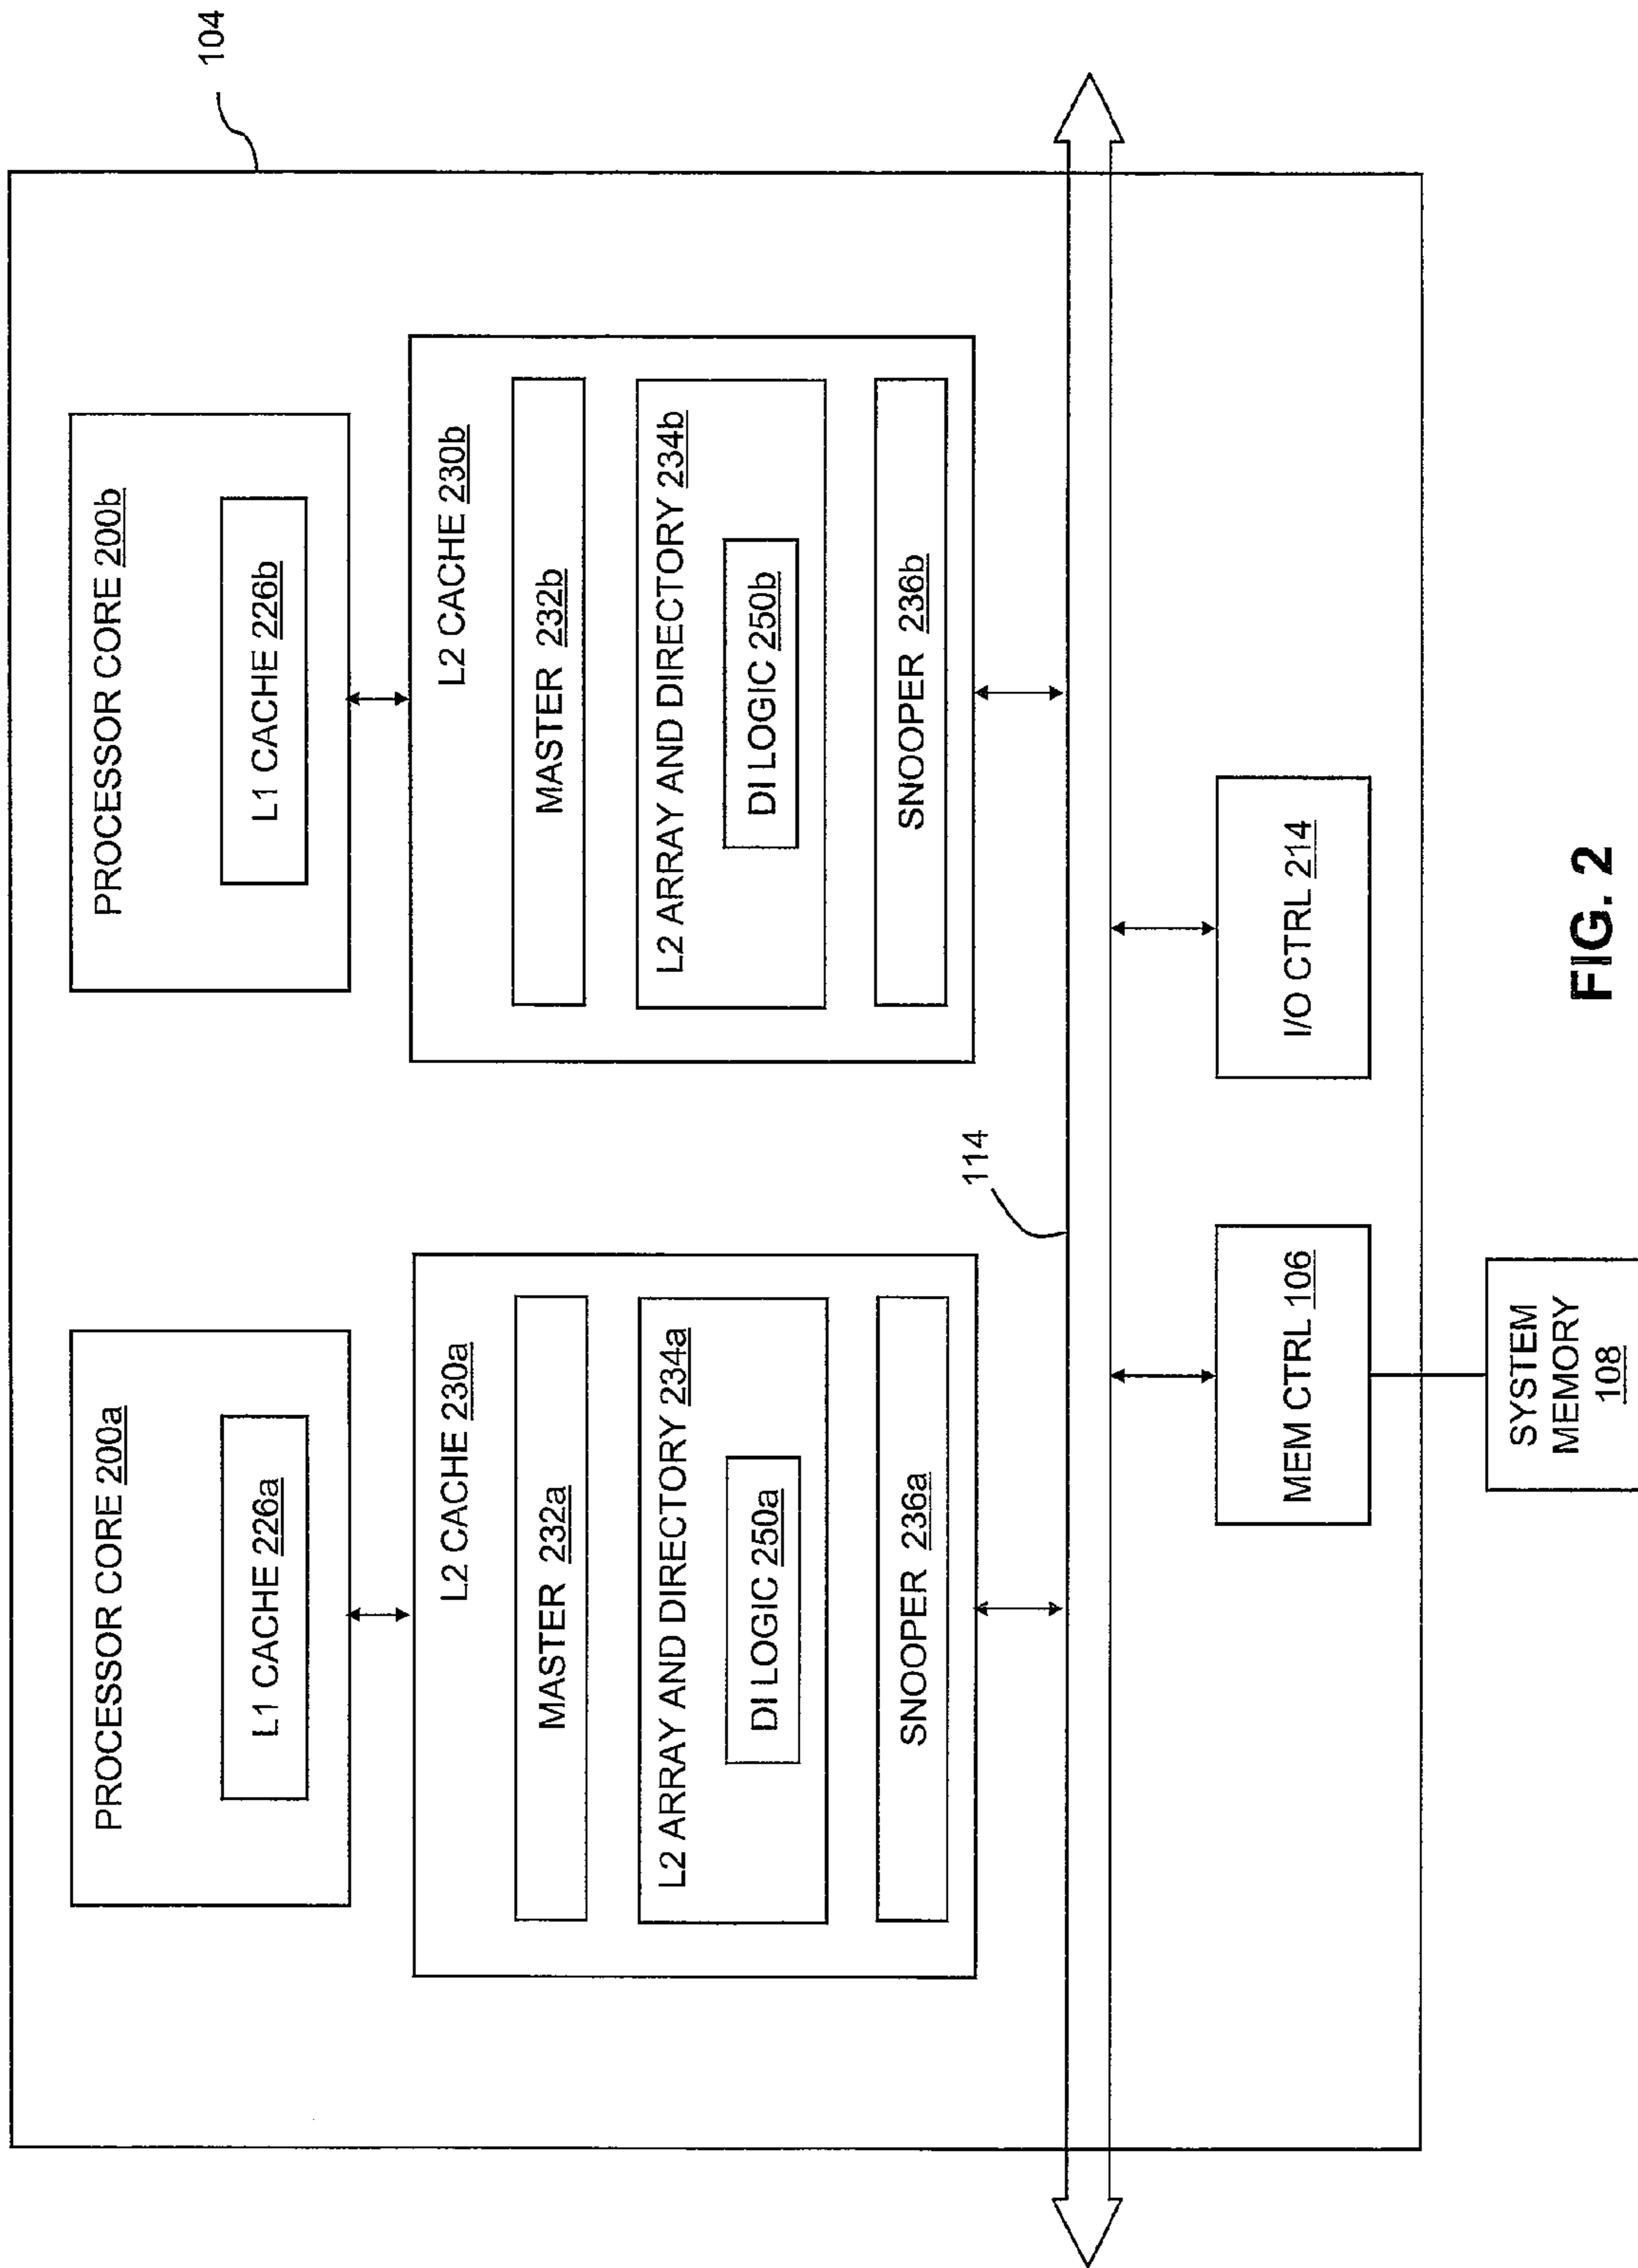 104
PROCESSOR CORE 200a
L1 CACHE 226a
PROCESSOR CORE 200b
L1 CACHE 226b
L2 CACHE 230a
MASTER 232a
L2 ARRAY AND DIRECTORY 234a
DI LOGIC 250a
SNOOPER 236a
L2 CACHE 230b
MASTER 232b
L2 ARRAY AND DIRECTORY 234b
DI LOGIC 250b
SNOOPER 236b
114
MEM CTRL 106
I/O CTRL 214
SYSTEM
MEMORY
108
FIG. 2